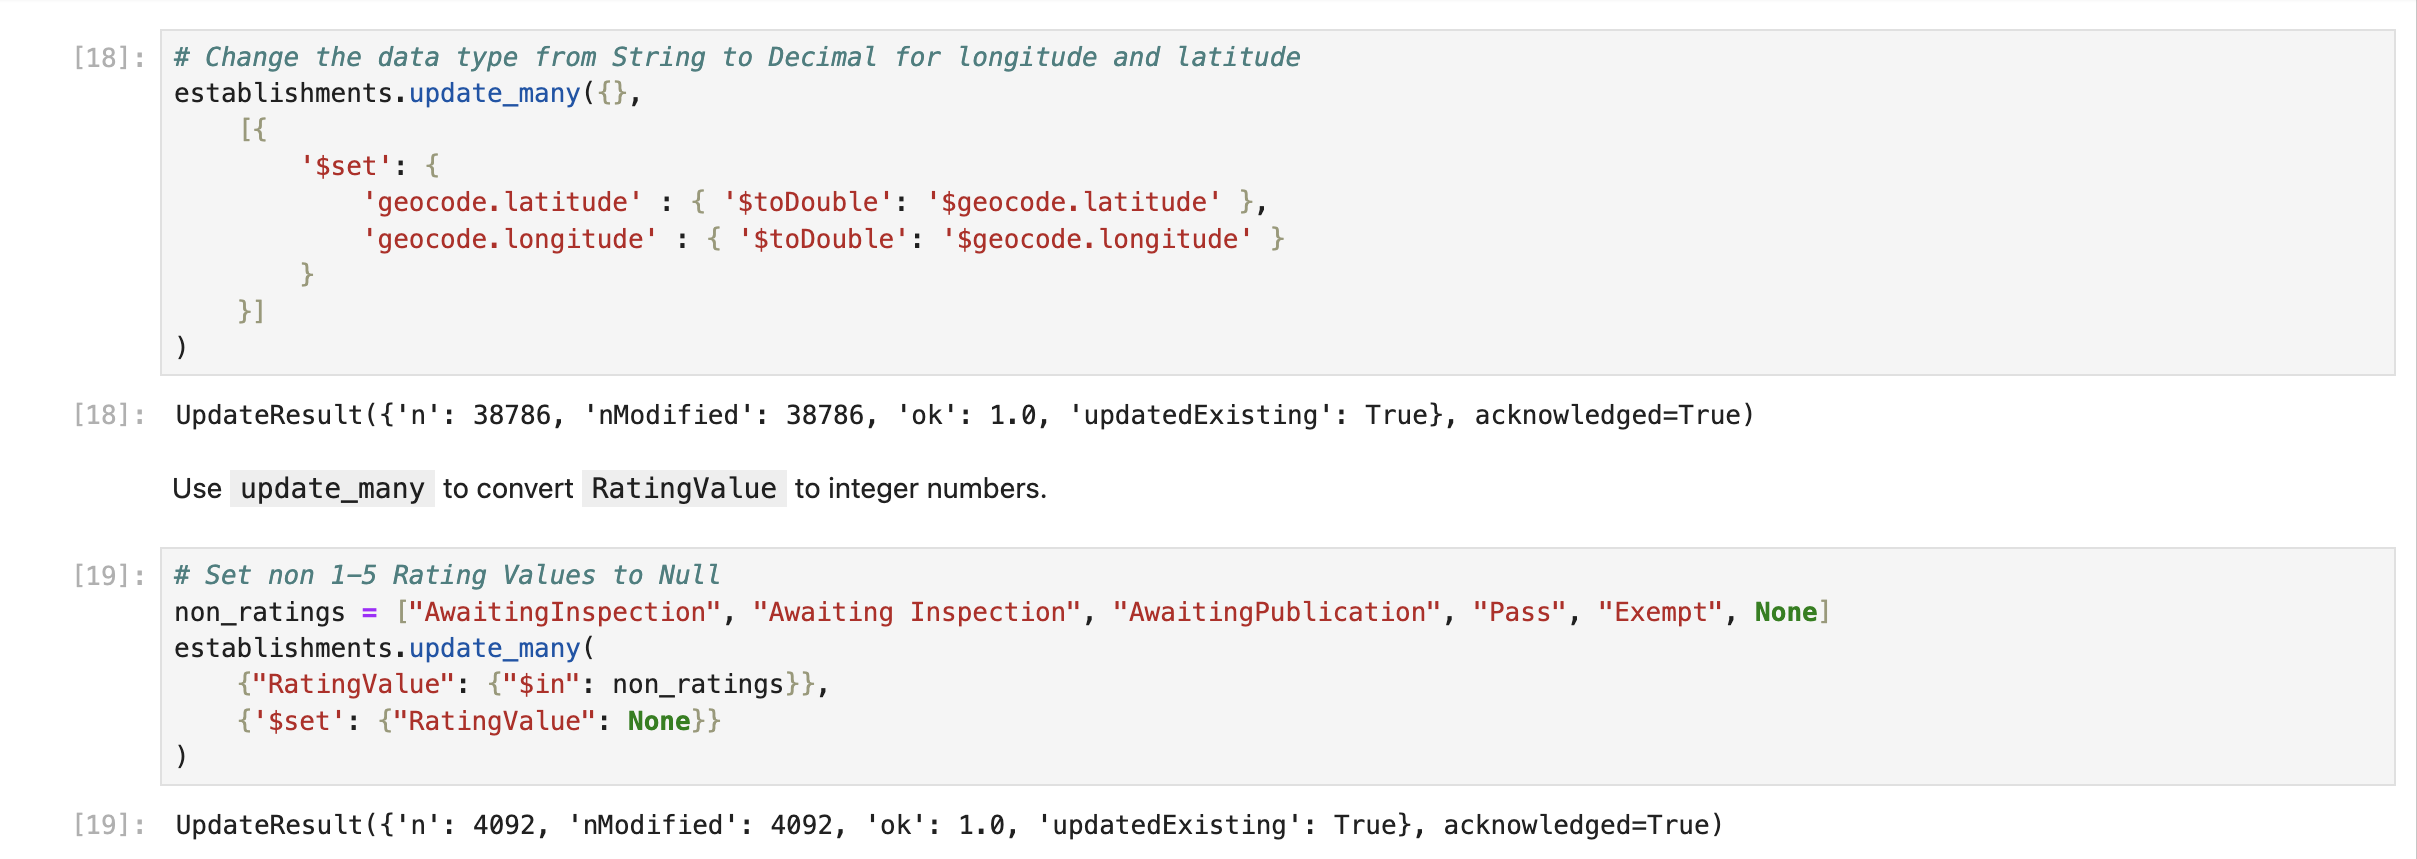 [18]: # Change the data type from String to Decimal for longitude and latitude
establishments.update_many({},
    [{
        '$set': {
            'geocode.latitude' : { '$toDouble': '$geocode.latitude' },
            'geocode.longitude' : { '$toDouble': '$geocode.longitude' }
        }
    }]
)
[18]: UpdateResult({'n': 38786, 'nModified': 38786, 'ok': 1.0, 'updatedExisting': True}, acknowledged=True)
Use update_many to convert RatingValue to integer numbers.
[19]: # Set non 1-5 Rating Values to Null
non_ratings = ["AwaitingInspection", "Awaiting Inspection", "AwaitingPublication", "Pass", "Exempt", None]
establishments.update_many(
    {"RatingValue": {"$in": non_ratings}},
    {'$set': {"RatingValue": None}}
)
[19]: UpdateResult({'n': 4092, 'nModified': 4092, 'ok': 1.0, 'updatedExisting': True}, acknowledged=True)